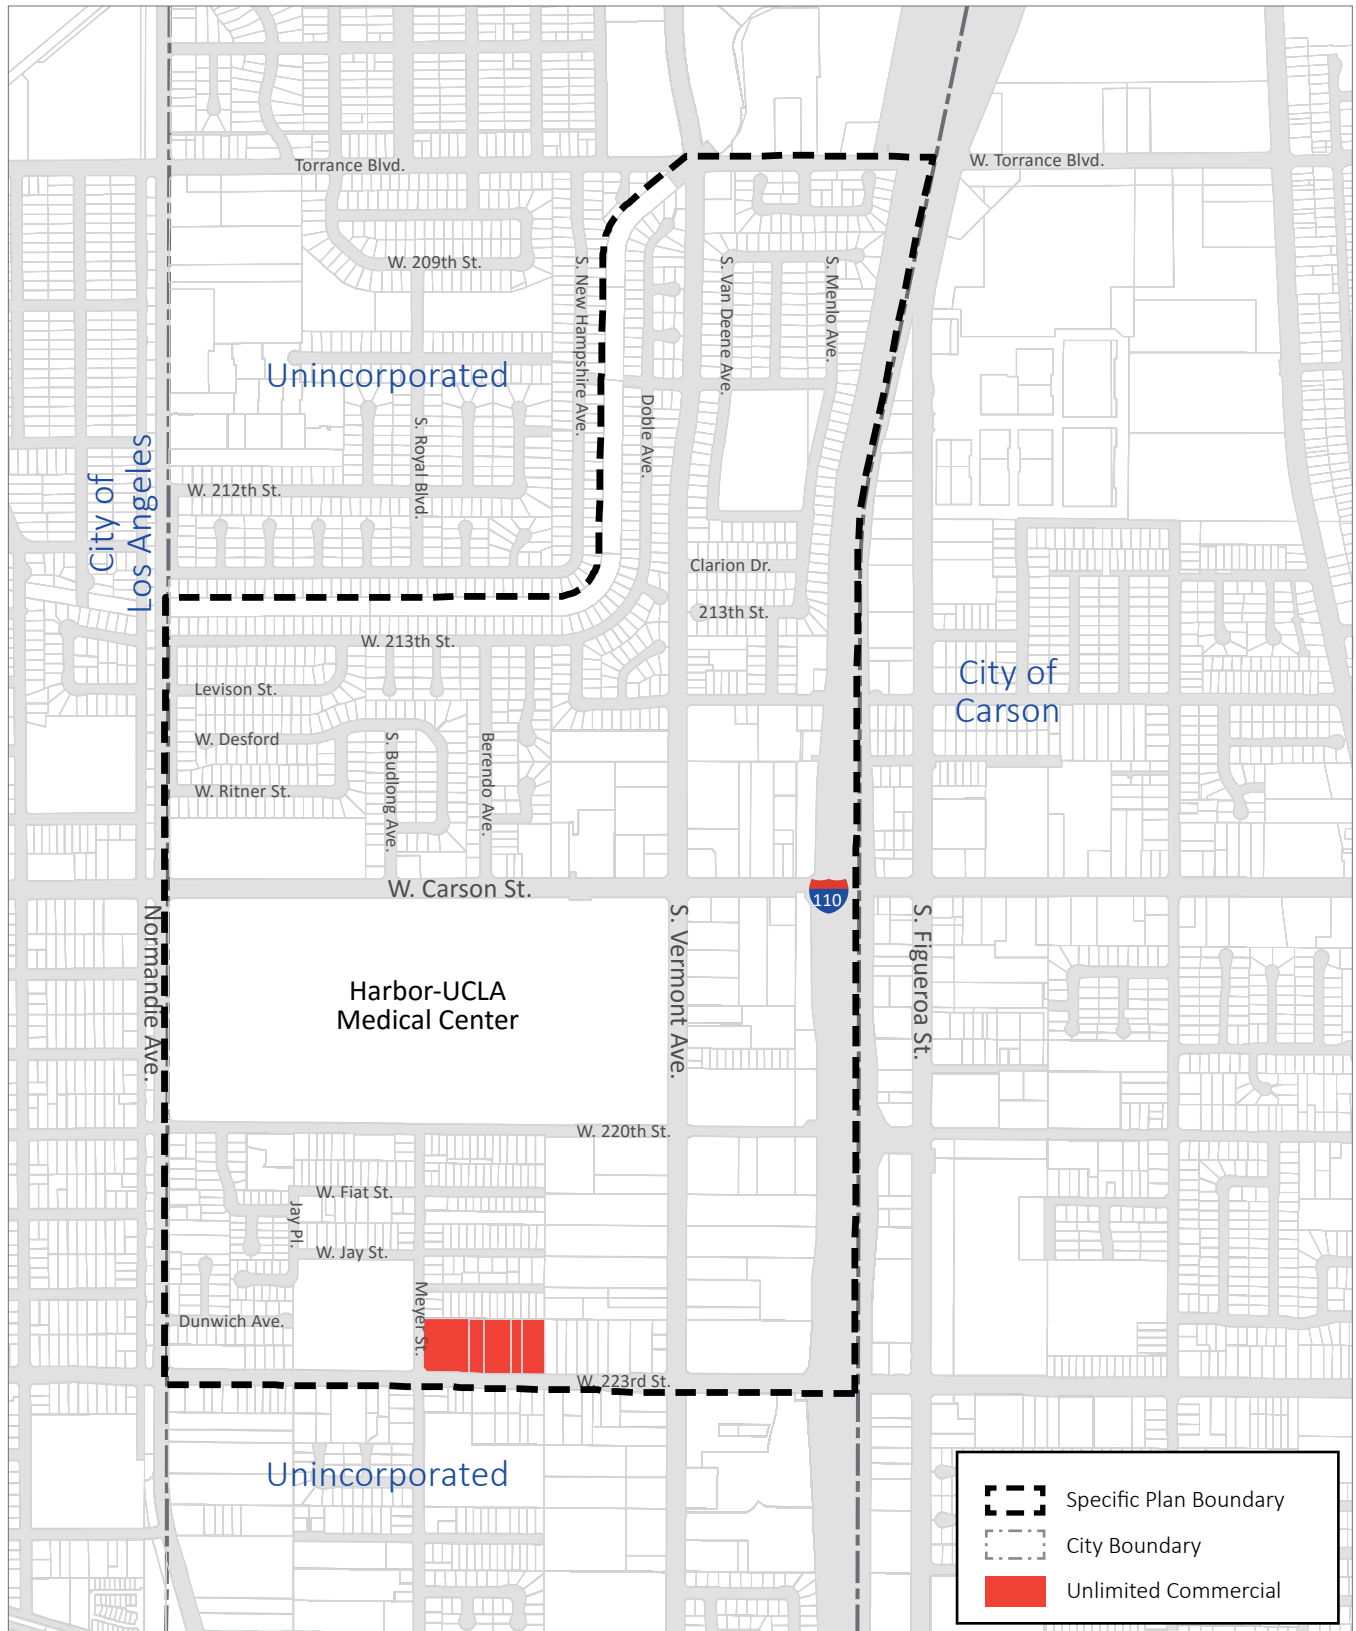 Torrance Blvd.
W. Torrance Blvd.
W. 209th St.
S. New Hampshire Ave.
S. Van Deene Ave.
S. Menlo Ave.
Unincorporated
Doble Ave.
S. Royal Blvd.
City of
Los Angeles
W. 212th St.
Clarion Dr.
213th St.
W. 213th St.
City of
Carson
Levison St.
W. Desford
S. Budlong Ave.
Berendo Ave.
W. Ritner St.
W. Carson St.
110
Normandie Ave.
S. Vermont Ave.
S. Figueroa St.
Harbor-UCLA
Medical Center
W. 220th St.
W. Fiat St.
Jay Pl.
W. Jay St.
Meyer St.
Dunwich Ave.
W. 223rd St.
Unincorporated
Specific Plan Boundary
City Boundary
Unlimited Commercial